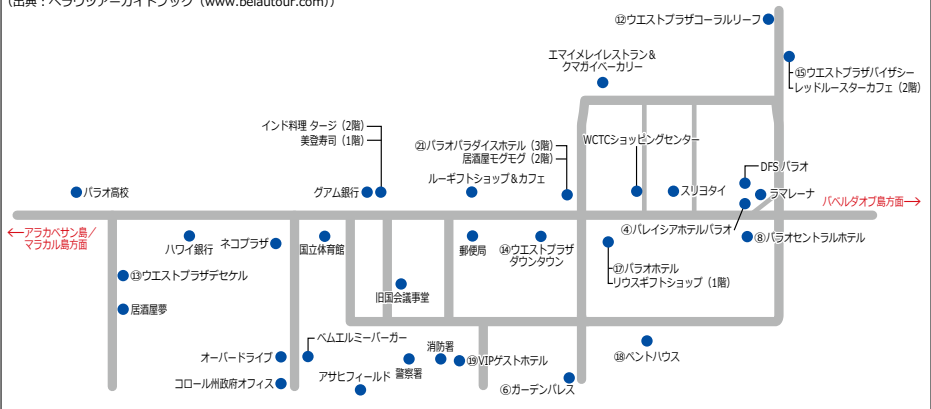 （出典：ベラウツアーガイドブック（www.belautour.com））
⑫ウエストプラザコーラルリーフ
エマイメレイレストラン＆
クマガイベーカリー
⑮ウエストプラザバイザシー
レッドルースターカフェ（2階）
インド料理 タージ（2階）
美登寿司（1階）
㉑パラオパラダイスホテル（3階）
居酒屋モグモグ（2階）
WCTCショッピングセンター
DFS パラオ
パラオ高校
グアム銀行
ルーギフトショップ＆カフェ
スリヨタイ
ラマレーナ
バベルダオブ島方面→
←アラカベサン島／
マラカル島方面
ハワイ銀行
ネコプラザ
国立体育館
郵便局
⑭ウエストプラザ
ダウンタウン
④パレイシアホテルパラオ
⑧パラオセントラルホテル
⑬ウエストプラザデセケル
⑰パラオホテル
リウスギフトショップ（1階）
旧国会議事堂
居酒屋夢
ベムエルミーバーガー
消防署
⑱ペントハウス
オーバードライブ
警察署
⑲VIPゲストホテル
コロール州政府オフィス
アサヒフィールド
⑥ガーデンパレス